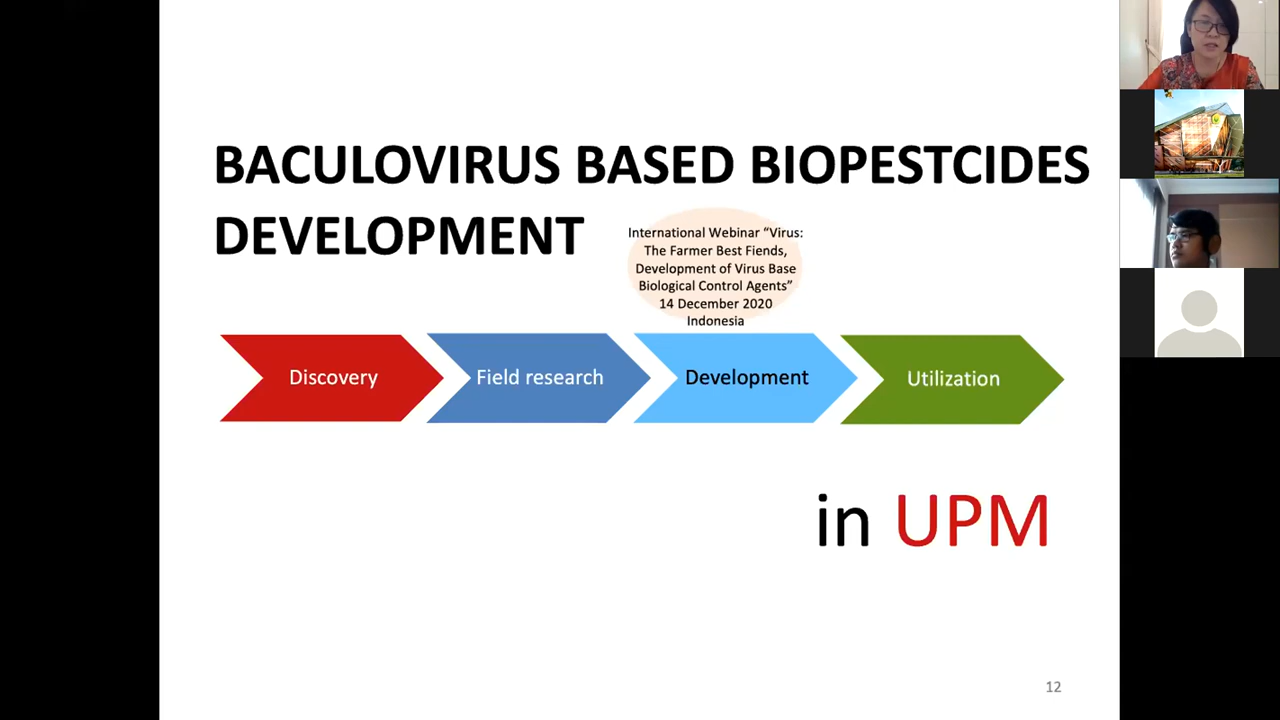 BACULOVIRUS BASED BIOPESTCIDES
DEVELOPMENT
International Webinar “Virus:
The Farmer Best Fiends,
Development of Virus Base
Biological Control Agents”
14 December 2020
Indonesia
Discovery
Field research
Development
Utilization
in UPM
12